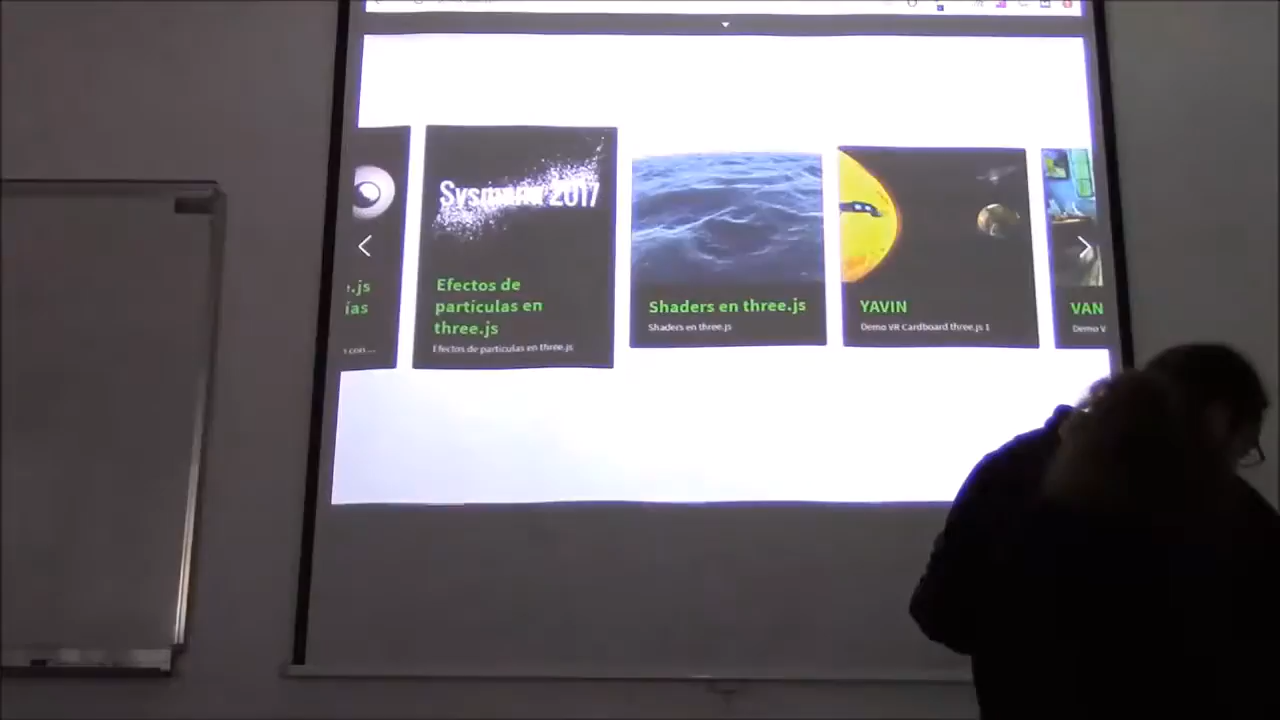 .js
ías
Sysmana 2017
Efectos de
partículas en
three.js
Efectos de partículas en three.js
Shaders en three.js
Shaders en three.js
YAVIN
Demo VR Cardboard three.js 1
VAN
Demo V